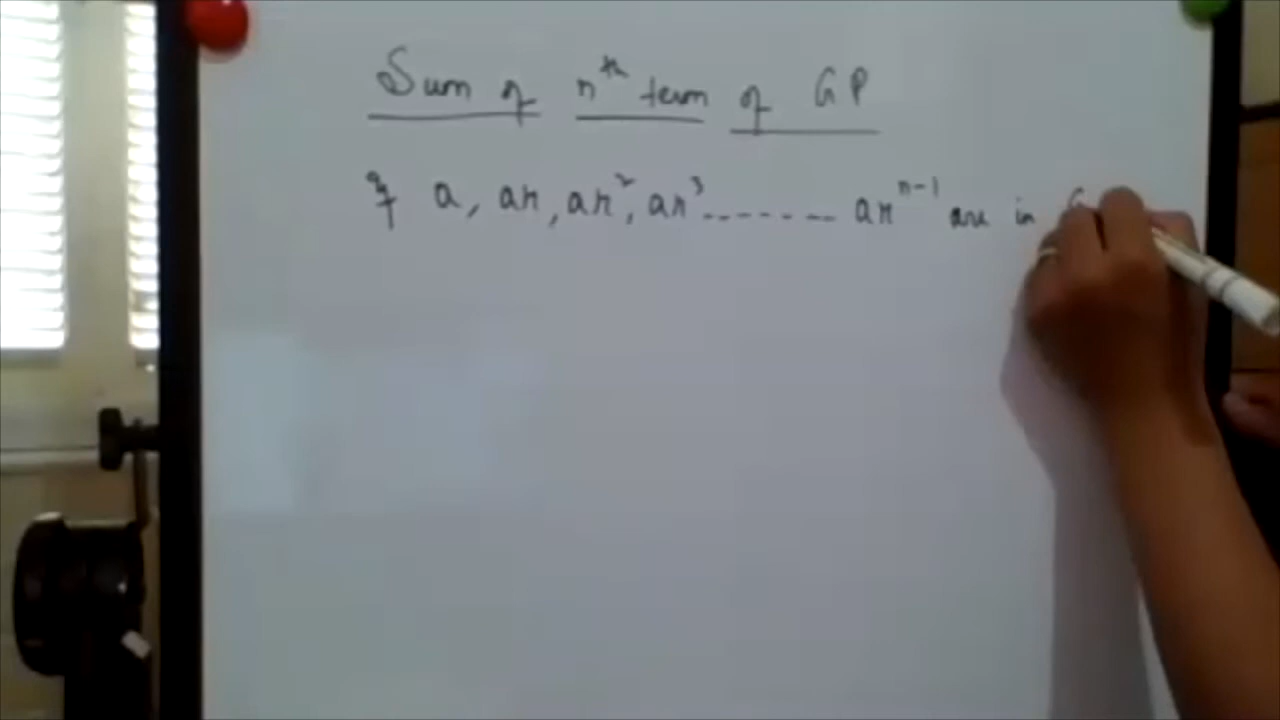 Sum of nᵗʰ term of GP
If a, ar, ar², ar³ ------- arⁿ⁻¹ are in G